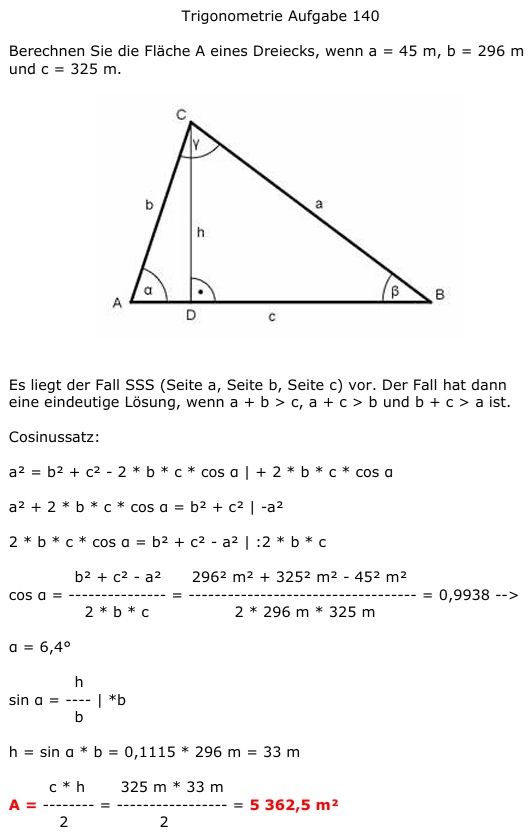 Trigonometrie Aufgabe 140
Berechnen Sie die Fläche A eines Dreiecks, wenn a = 45 m, b = 296 m
und c = 325 m.
C
γ
b
a
h
A
α
β
B
D
c
Es liegt der Fall SSS (Seite a, Seite b, Seite c) vor. Der Fall hat dann
eine eindeutige Lösung, wenn a + b > c, a + c > b und b + c > a ist.
Cosinussatz:
a² = b² + c² - 2 * b * c * cos α | + 2 * b * c * cos α
a² + 2 * b * c * cos α = b² + c² | -a²
2 * b * c * cos α = b² + c² - a² | :2 * b * c
b² + c² - a² 296² m² + 325² m² - 45² m²
cos α = --------------- = ----------------------------------- = 0,9938 -->
2 * b * c 2 * 296 m * 325 m
α = 6,4°
h
sin α = ---- | *b
b
h = sin α * b = 0,1115 * 296 m = 33 m
c * h 325 m * 33 m
A = -------- = ----------------- = 5 362,5 m²
2 2